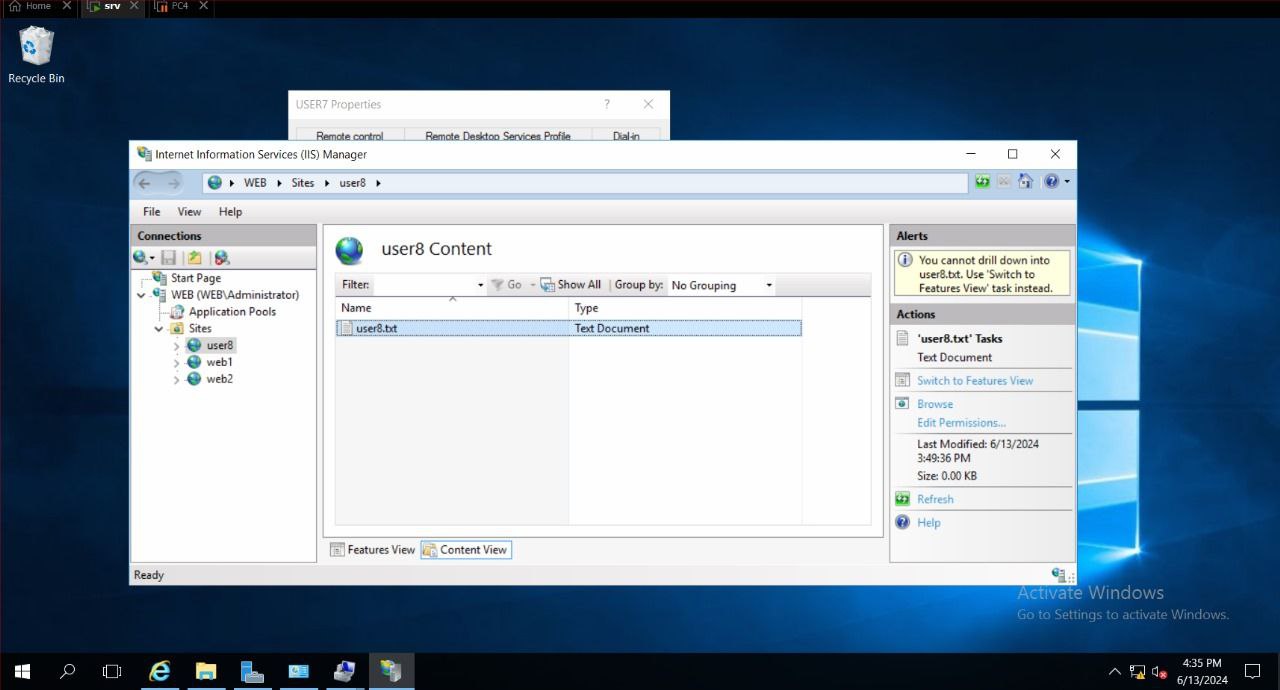 Home
srv
PC4
Recycle Bin
USER7 Properties
?
Remote control Remote Desktop Services Profile Dial-in
Internet Information Services (IIS) Manager
WEB Sites user8
File View Help
Connections
Start Page
WEB (WEB\Administrator)
Application Pools
Sites
user8
web1
web2
user8 Content
Filter: Go Show All Group by: No Grouping
Name Type
user8.txt Text Document
Features View Content View
Alerts
You cannot drill down into
user8.txt. Use 'Switch to
Features View' task instead.
Actions
'user8.txt' Tasks
Text Document
Switch to Features View
Browse
Edit Permissions...
Last Modified: 6/13/2024
3:49:36 PM
Size: 0.00 KB
Refresh
Help
Ready
Activate Windows
Go to Settings to activate Windows.
4:35 PM
6/13/2024